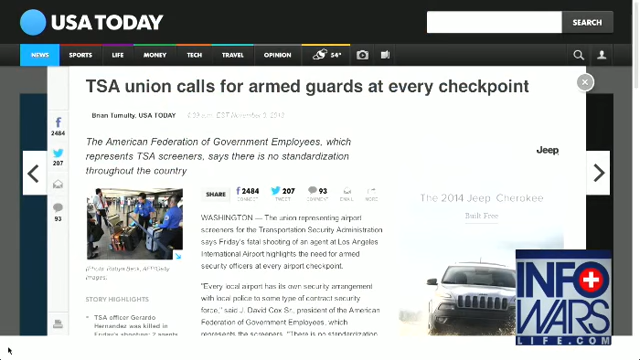 USA TODAY
SEARCH
NEWS SPORTS LIFE MONEY TECH TRAVEL OPINION 54°
TSA union calls for armed guards at every checkpoint
Brian Tumulty, USA TODAY
The American Federation of Government Employees, which
represents TSA screeners, says there is no standardization
throughout the country
f
2484
207
93
SHARE
2484
CONNECT
207
TWEET
93
COMMENT
EMAIL
MORE
WASHINGTON — The union representing airport
screeners for the Transportation Security Administration
says Friday's fatal shooting of an agent at Los Angeles
International Airport highlights the need for armed
security officers at every airport checkpoint.
"Every local airport has its own security arrangement
with local police to some type of contract security
force," said J. David Cox Sr., president of the American
Federation of Government Employees, which
represents the screeners. "There is no standardization
STORY HIGHLIGHTS
TSA officer Gerardo
Hernandez was killed in
Jeep
The 2014 Jeep Cherokee
Built Free
INFO
WARS
LIFE.COM